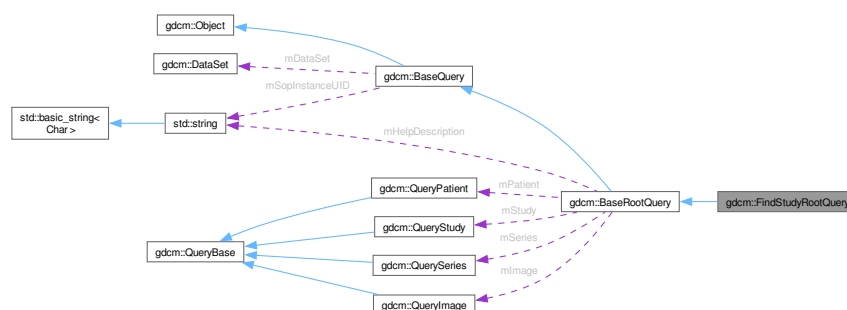 gdcm::Object
gdcm::DataSet
mDataSet
gdcm::BaseQuery
mSopInstanceUID
std::basic_string<
Char >
std::string
mHelpDescription
gdcm::QueryPatient
mPatient
gdcm::BaseRootQuery
gdcm::FindStudyRootQuery
mStudy
gdcm::QueryStudy
mSeries
gdcm::QueryBase
gdcm::QuerySeries
mImage
gdcm::QueryImage